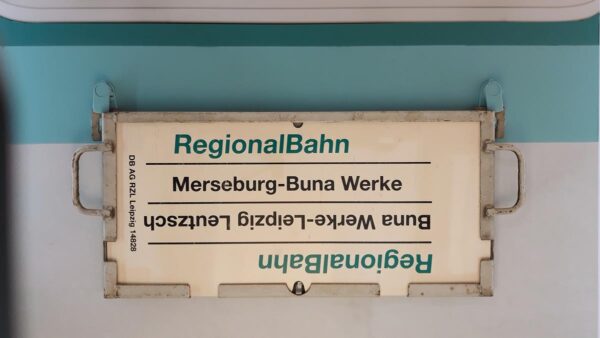 RegionalBahn
Merseburg-Buna Werke
Buna Werke-Leipzig Leutzsch
RegionalBahn
DB AG RZL Leipzig 14828